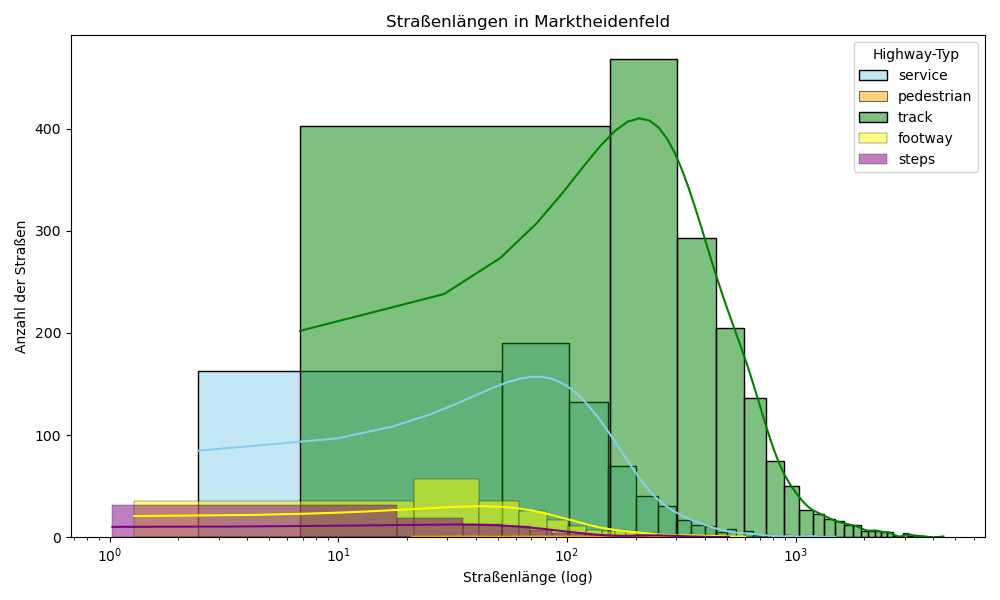 Straßenlängen in Marktheidenfeld
Highway-Typ
service
pedestrian
track
footway
steps
Anzahl der Straßen
400
300
200
100
0
10⁰
10¹
10²
10³
Straßenlänge (log)